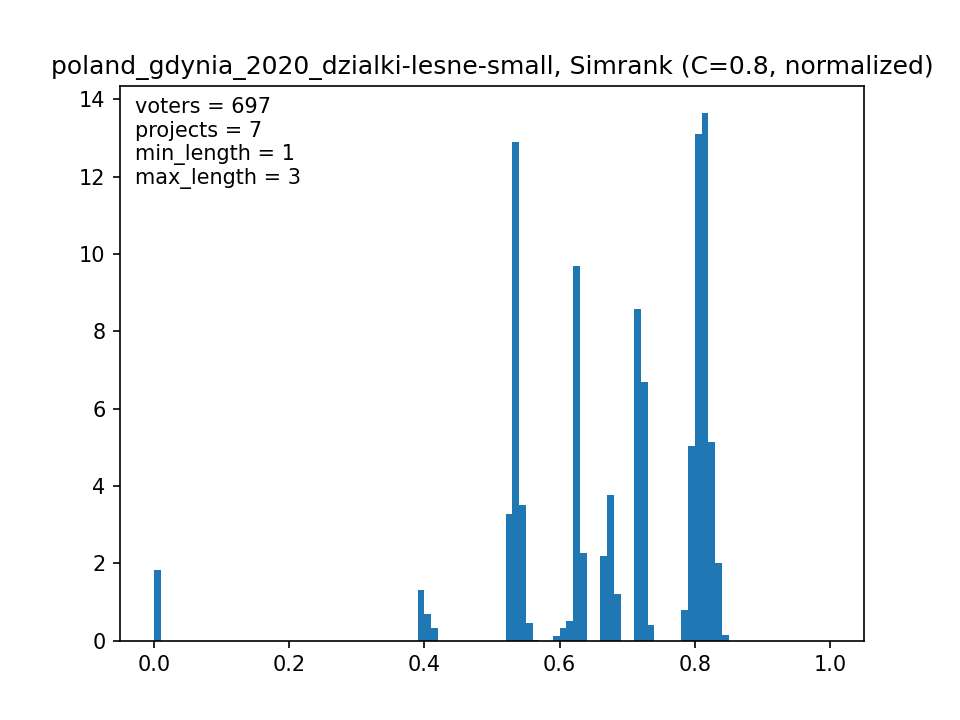 poland_gdynia_2020_dzialki-lesne-small, Simrank (C=0.8, normalized)
voters = 697
projects = 7
min_length = 1
max_length = 3
14
12
10
8
6
4
2
0
0.0 0.2 0.4 0.6 0.8 1.0